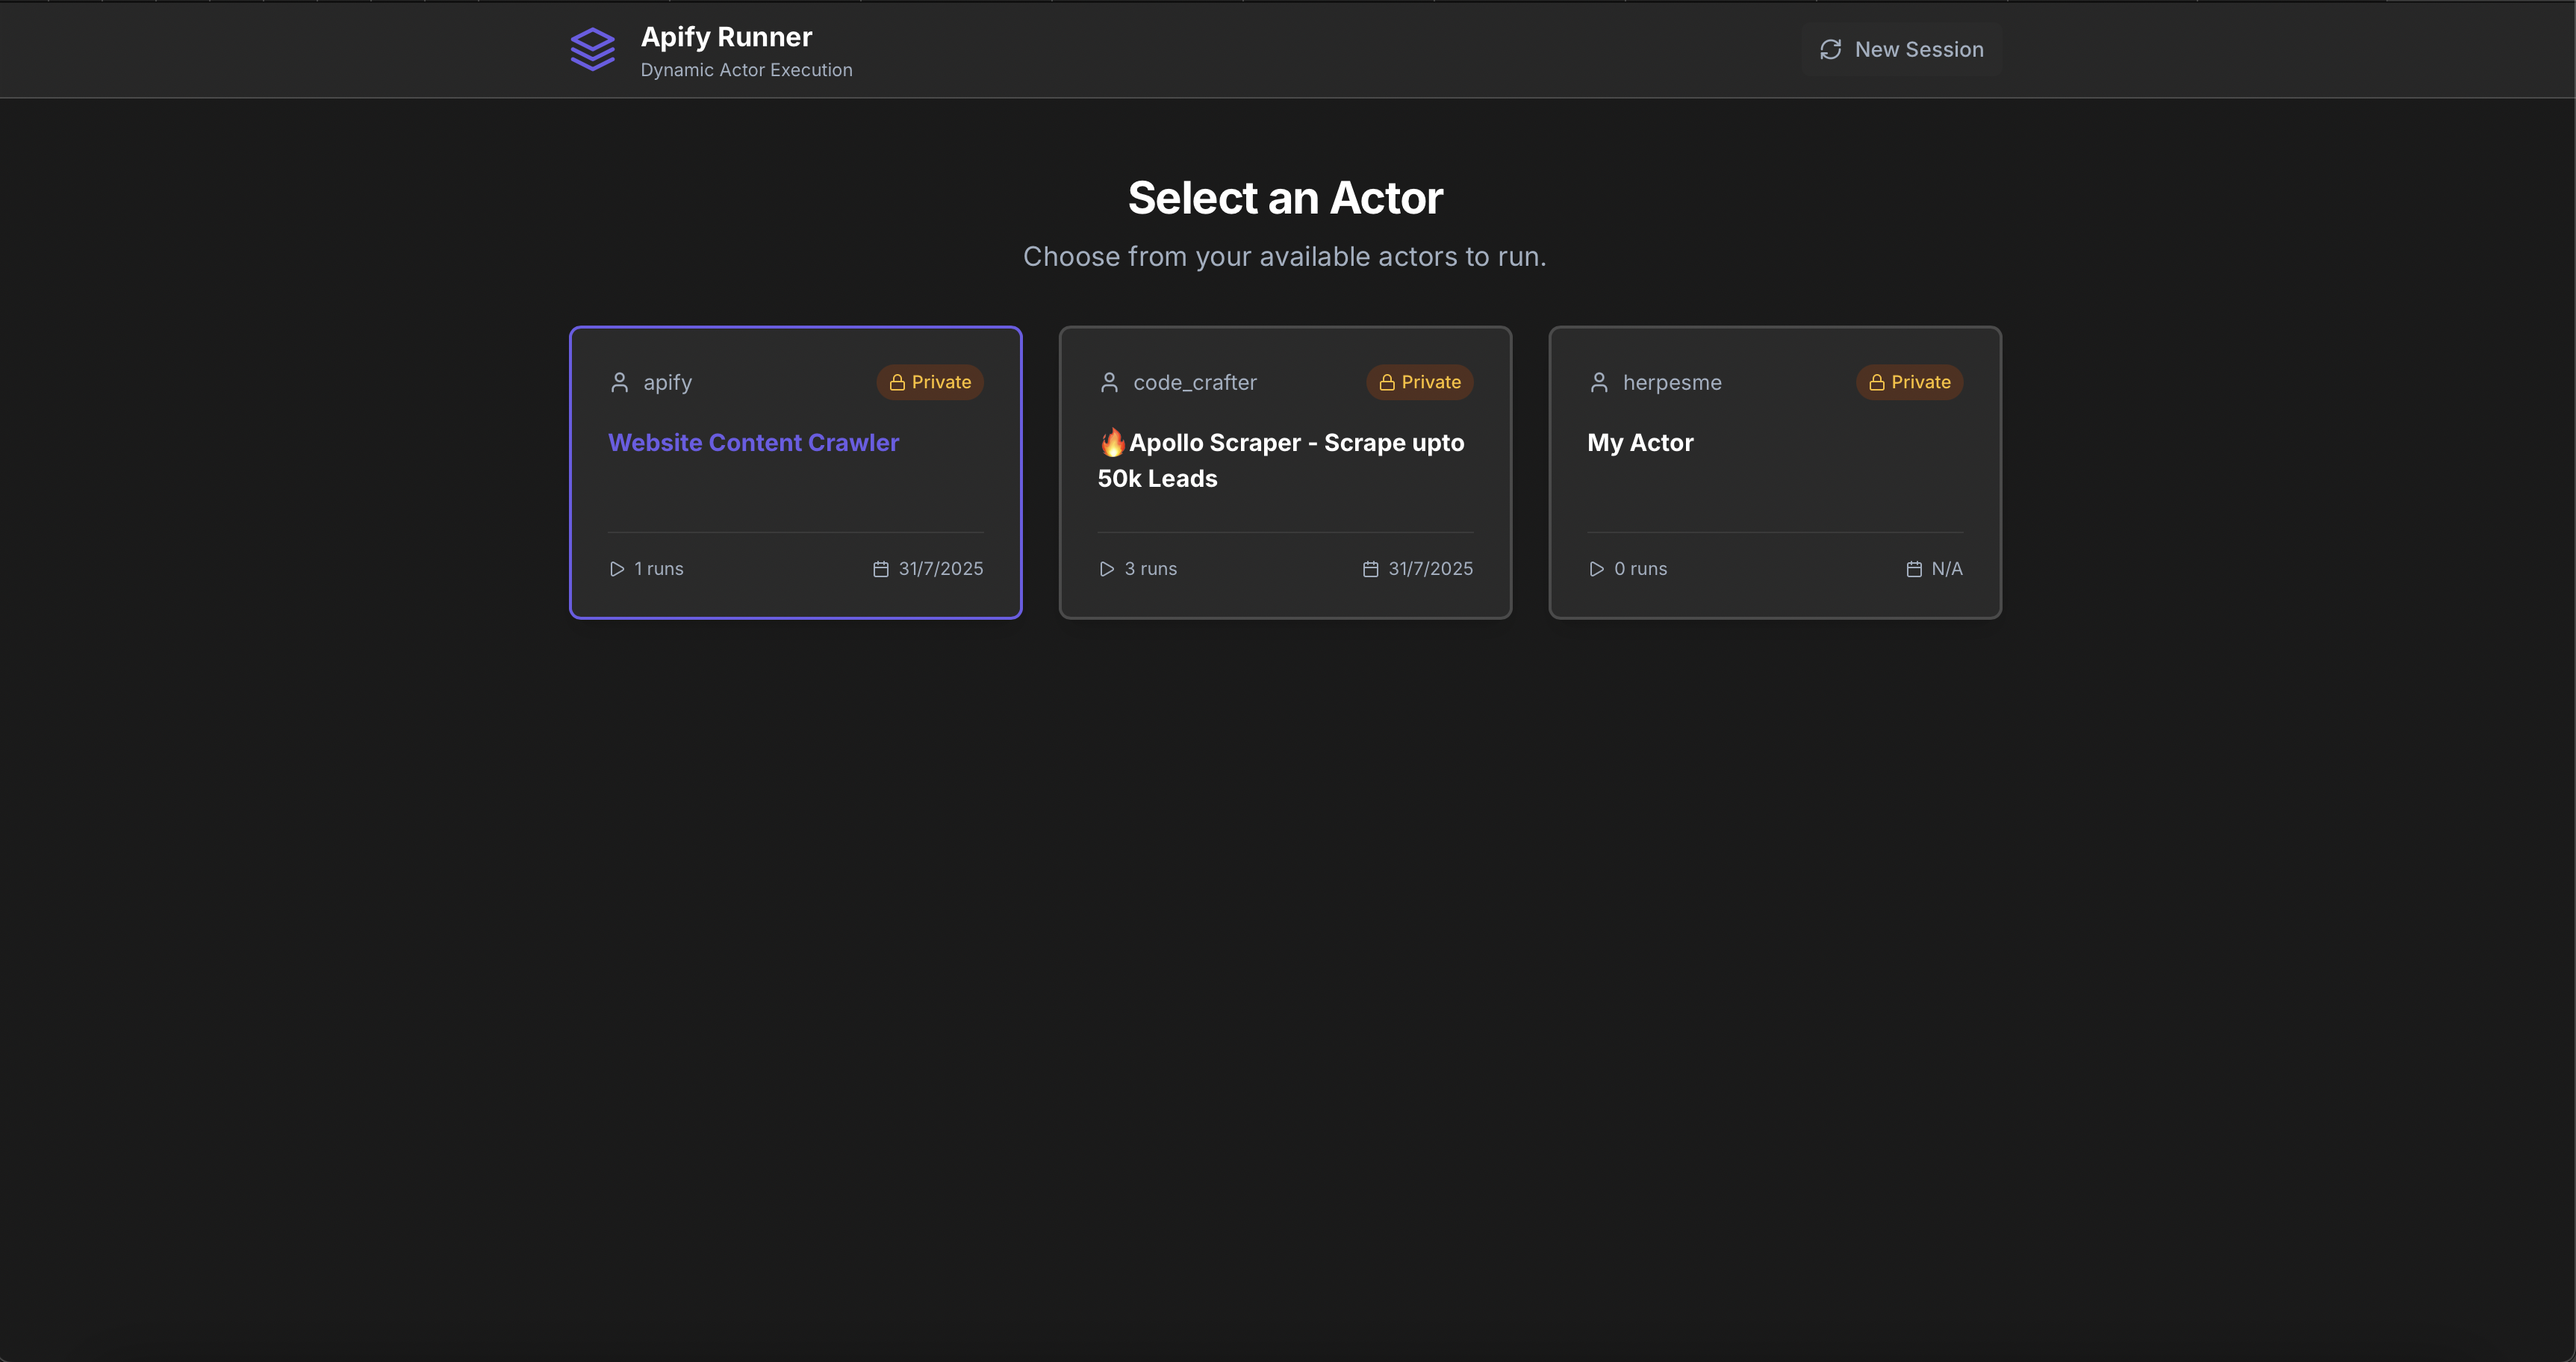 Apify Runner
Dynamic Actor Execution
New Session
Select an Actor
Choose from your available actors to run.
apify
Private
Website Content Crawler
1 runs
31/7/2025
code_crafter
Private
🔥Apollo Scraper - Scrape upto
50k Leads
3 runs
31/7/2025
herpesme
Private
My Actor
0 runs
N/A